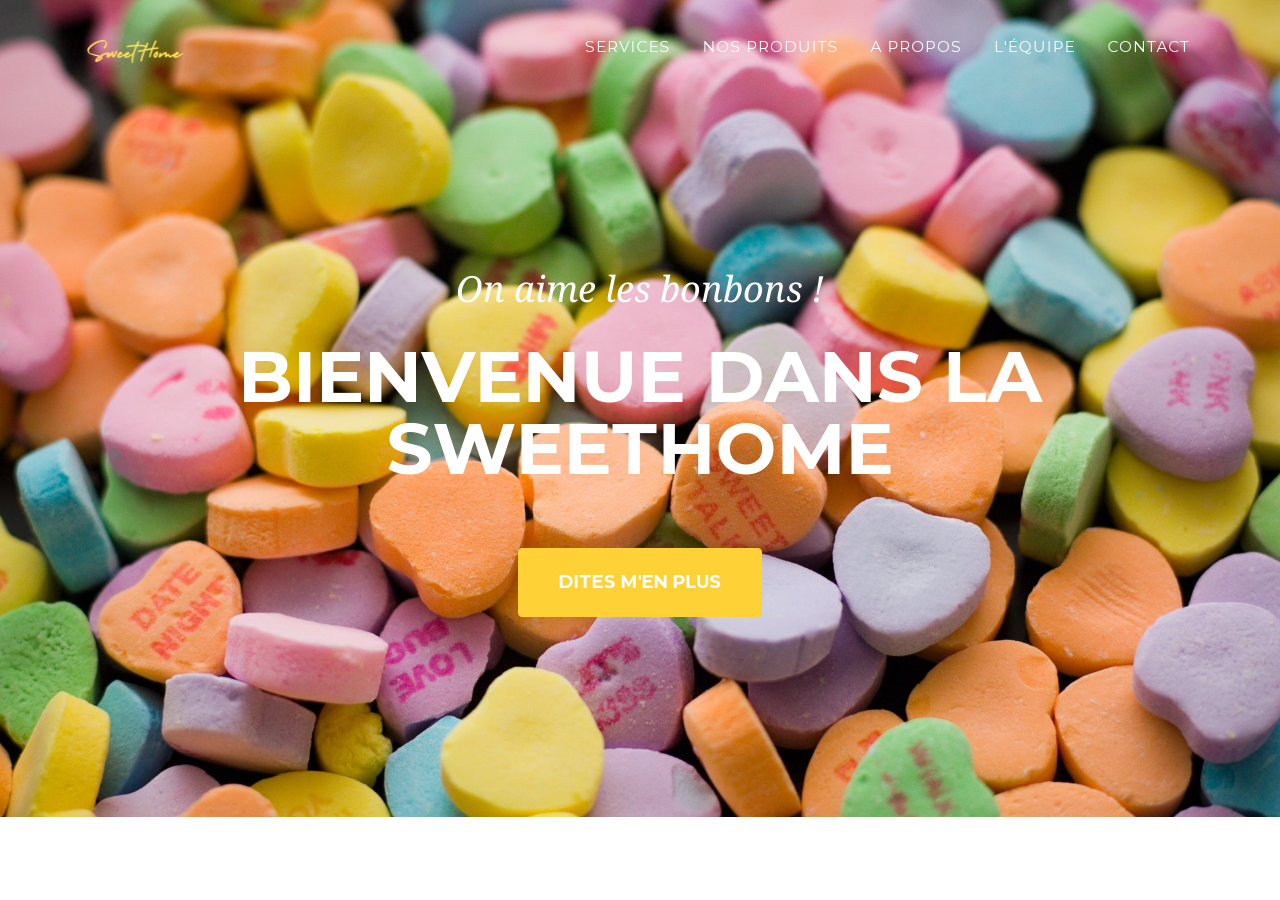 SweetHome
SERVICES NOS PRODUITS A PROPOS L'ÉQUIPE CONTACT
On aime les bonbons !
BIENVENUE DANS LA
SWEETHOME
DITES M'EN PLUS
SWEET
TALK
DATE
NIGHT
LOVE